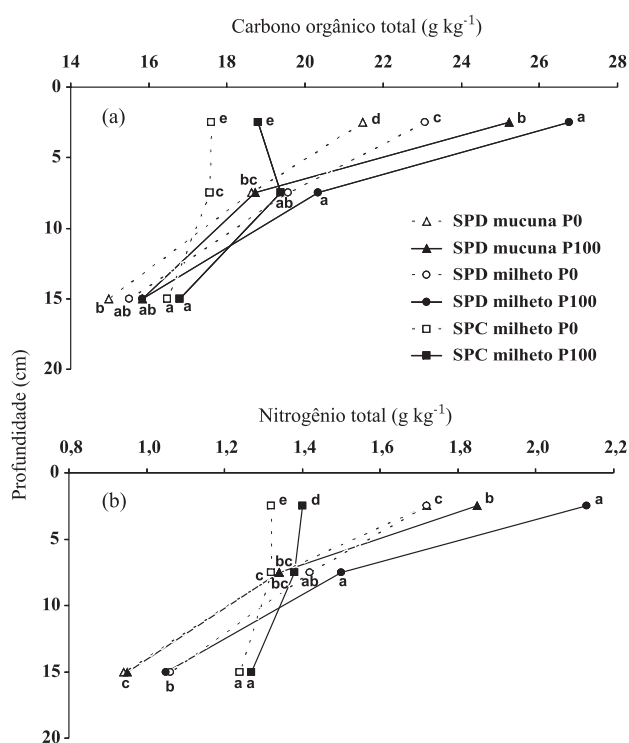 Carbono orgânico total (g kg-1)
14 16 18 20 22 24 26 28
0
(a)
e e d c b a
5
bc
c ab a
10
SPD mucuna P0
SPD mucuna P100
SPD milheto P0
SPD milheto P100
SPC milheto P0
SPC milheto P100
15
b ab ab a a
20
Profundidade (cm)
Nitrogênio total (g kg-1)
0,8 1,0 1,2 1,4 1,6 1,8 2,0 2,2
0
(b)
e d c b a
5
bc
c bc ab a
10
15
c b a a
20